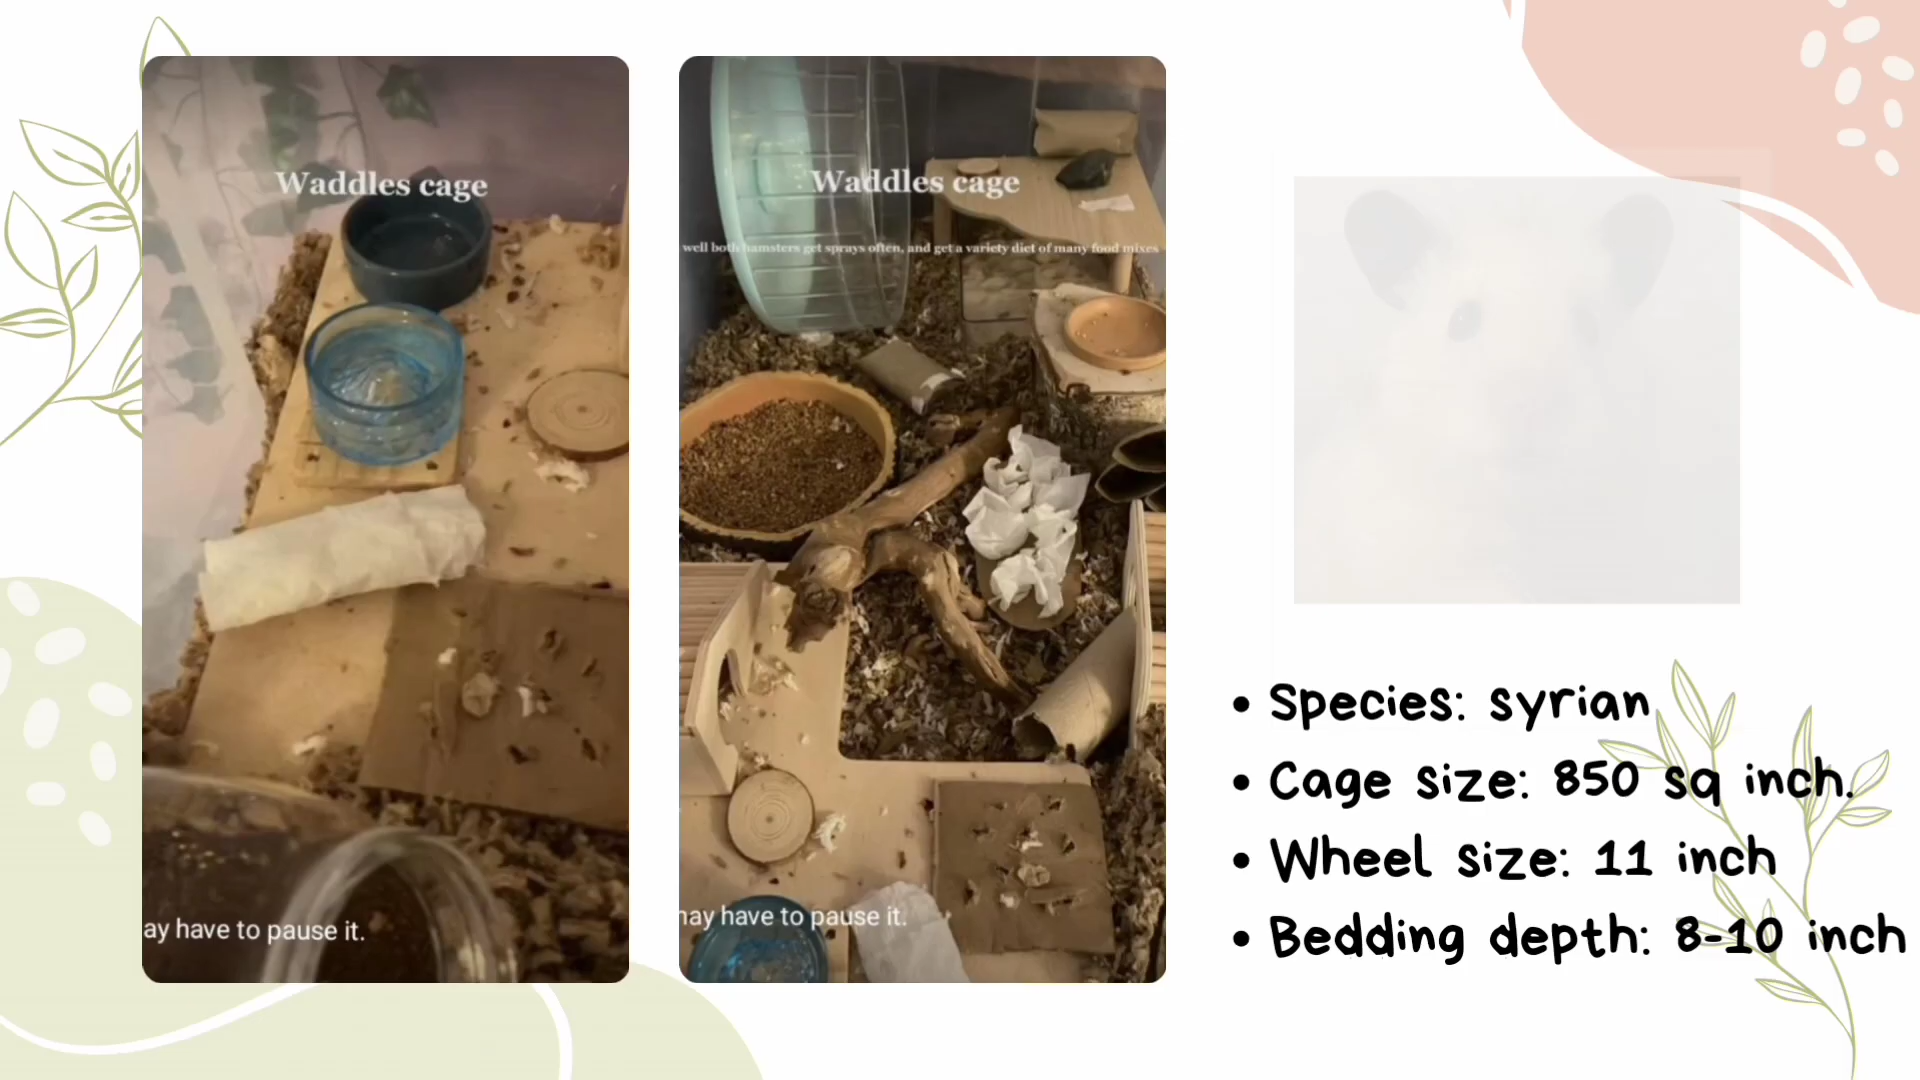 Waddles cage
ay have to pause it.
Waddles cage
well both hamsters get sprays often, and get a variety diet of many food mixes
may have to pause it.
• Species: syrian
• Cage size: 850 sq inch.
• Wheel size: 11 inch
• Bedding depth: 8-10 inch